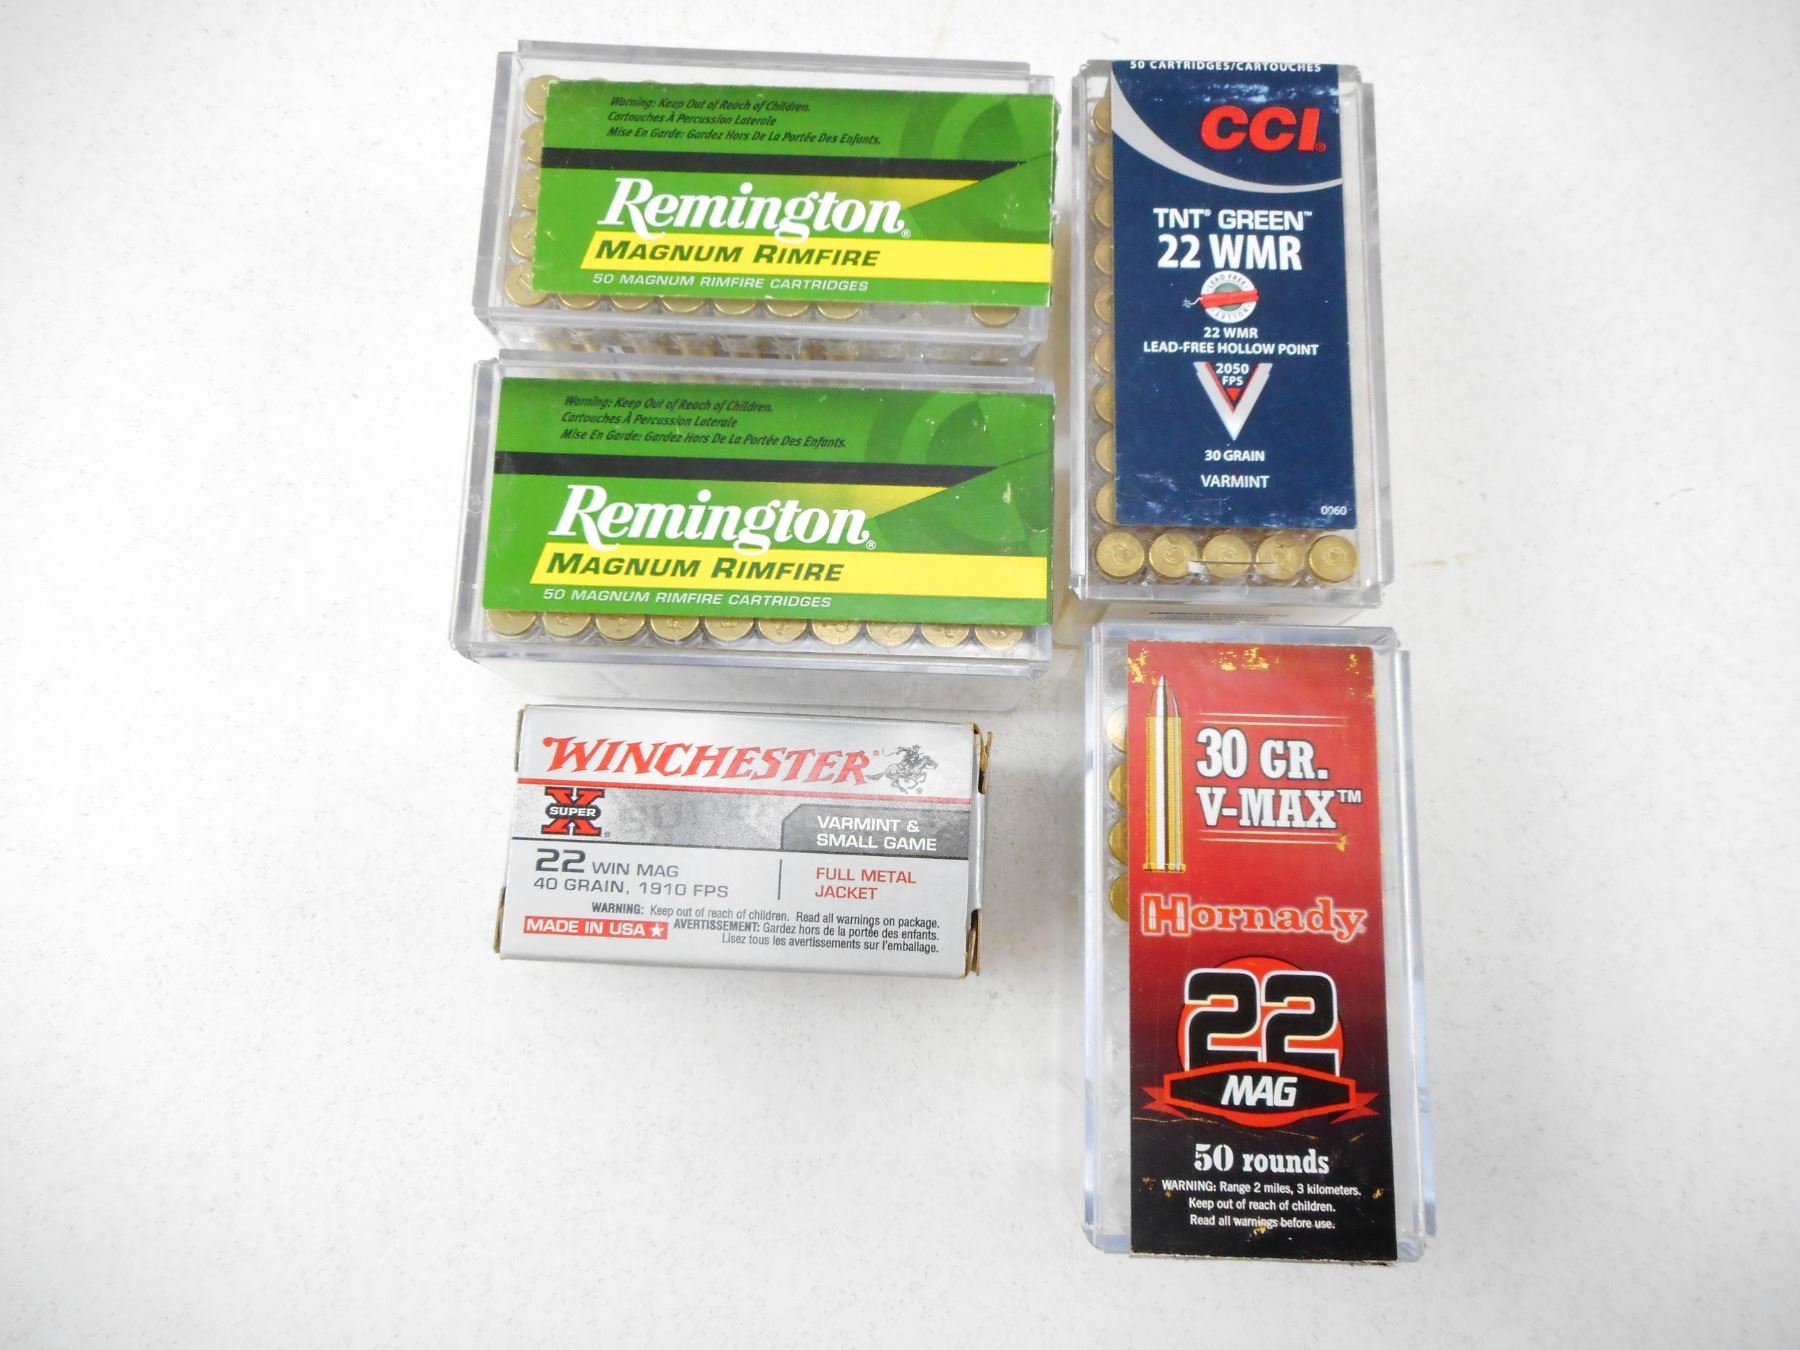 Warning: Keep Out of Reach of Children.
Cartouches À Percussion Laterale
Mise En Garde: Gardez Hors De La Portée Des Enfants.
Remington®
MAGNUM RIMFIRE
50 MAGNUM RIMFIRE CARTRIDGES
Warning: Keep Out of Reach of Children.
Cartouches À Percussion Laterale
Mise En Garde: Gardez Hors De La Portée Des Enfants.
Remington®
MAGNUM RIMFIRE
50 MAGNUM RIMFIRE CARTRIDGES
WINCHESTER®
SUPER X®
VARMINT &
SMALL GAME
22 WIN MAG
40 GRAIN, 1910 FPS
FULL METAL
JACKET
WARNING: Keep out of reach of children. Read all warnings on package.
MADE IN USA
AVERTISSEMENT: Gardez hors de la portée des enfants.
Lisez tous les avertissements sur l'emballage.
50 CARTRIDGES/CARTOUCHES
CCI®
TNT® GREEN™
22 WMR
LEAD FREE
BULLET
22 WMR
LEAD-FREE HOLLOW POINT
2050
FPS
30 GRAIN
VARMINT
0060
30 GR.
V-MAX™
Hornady
22
MAG
50 rounds
WARNING: Range 2 miles, 3 kilometers.
Keep out of reach of children.
Read all warnings before use.